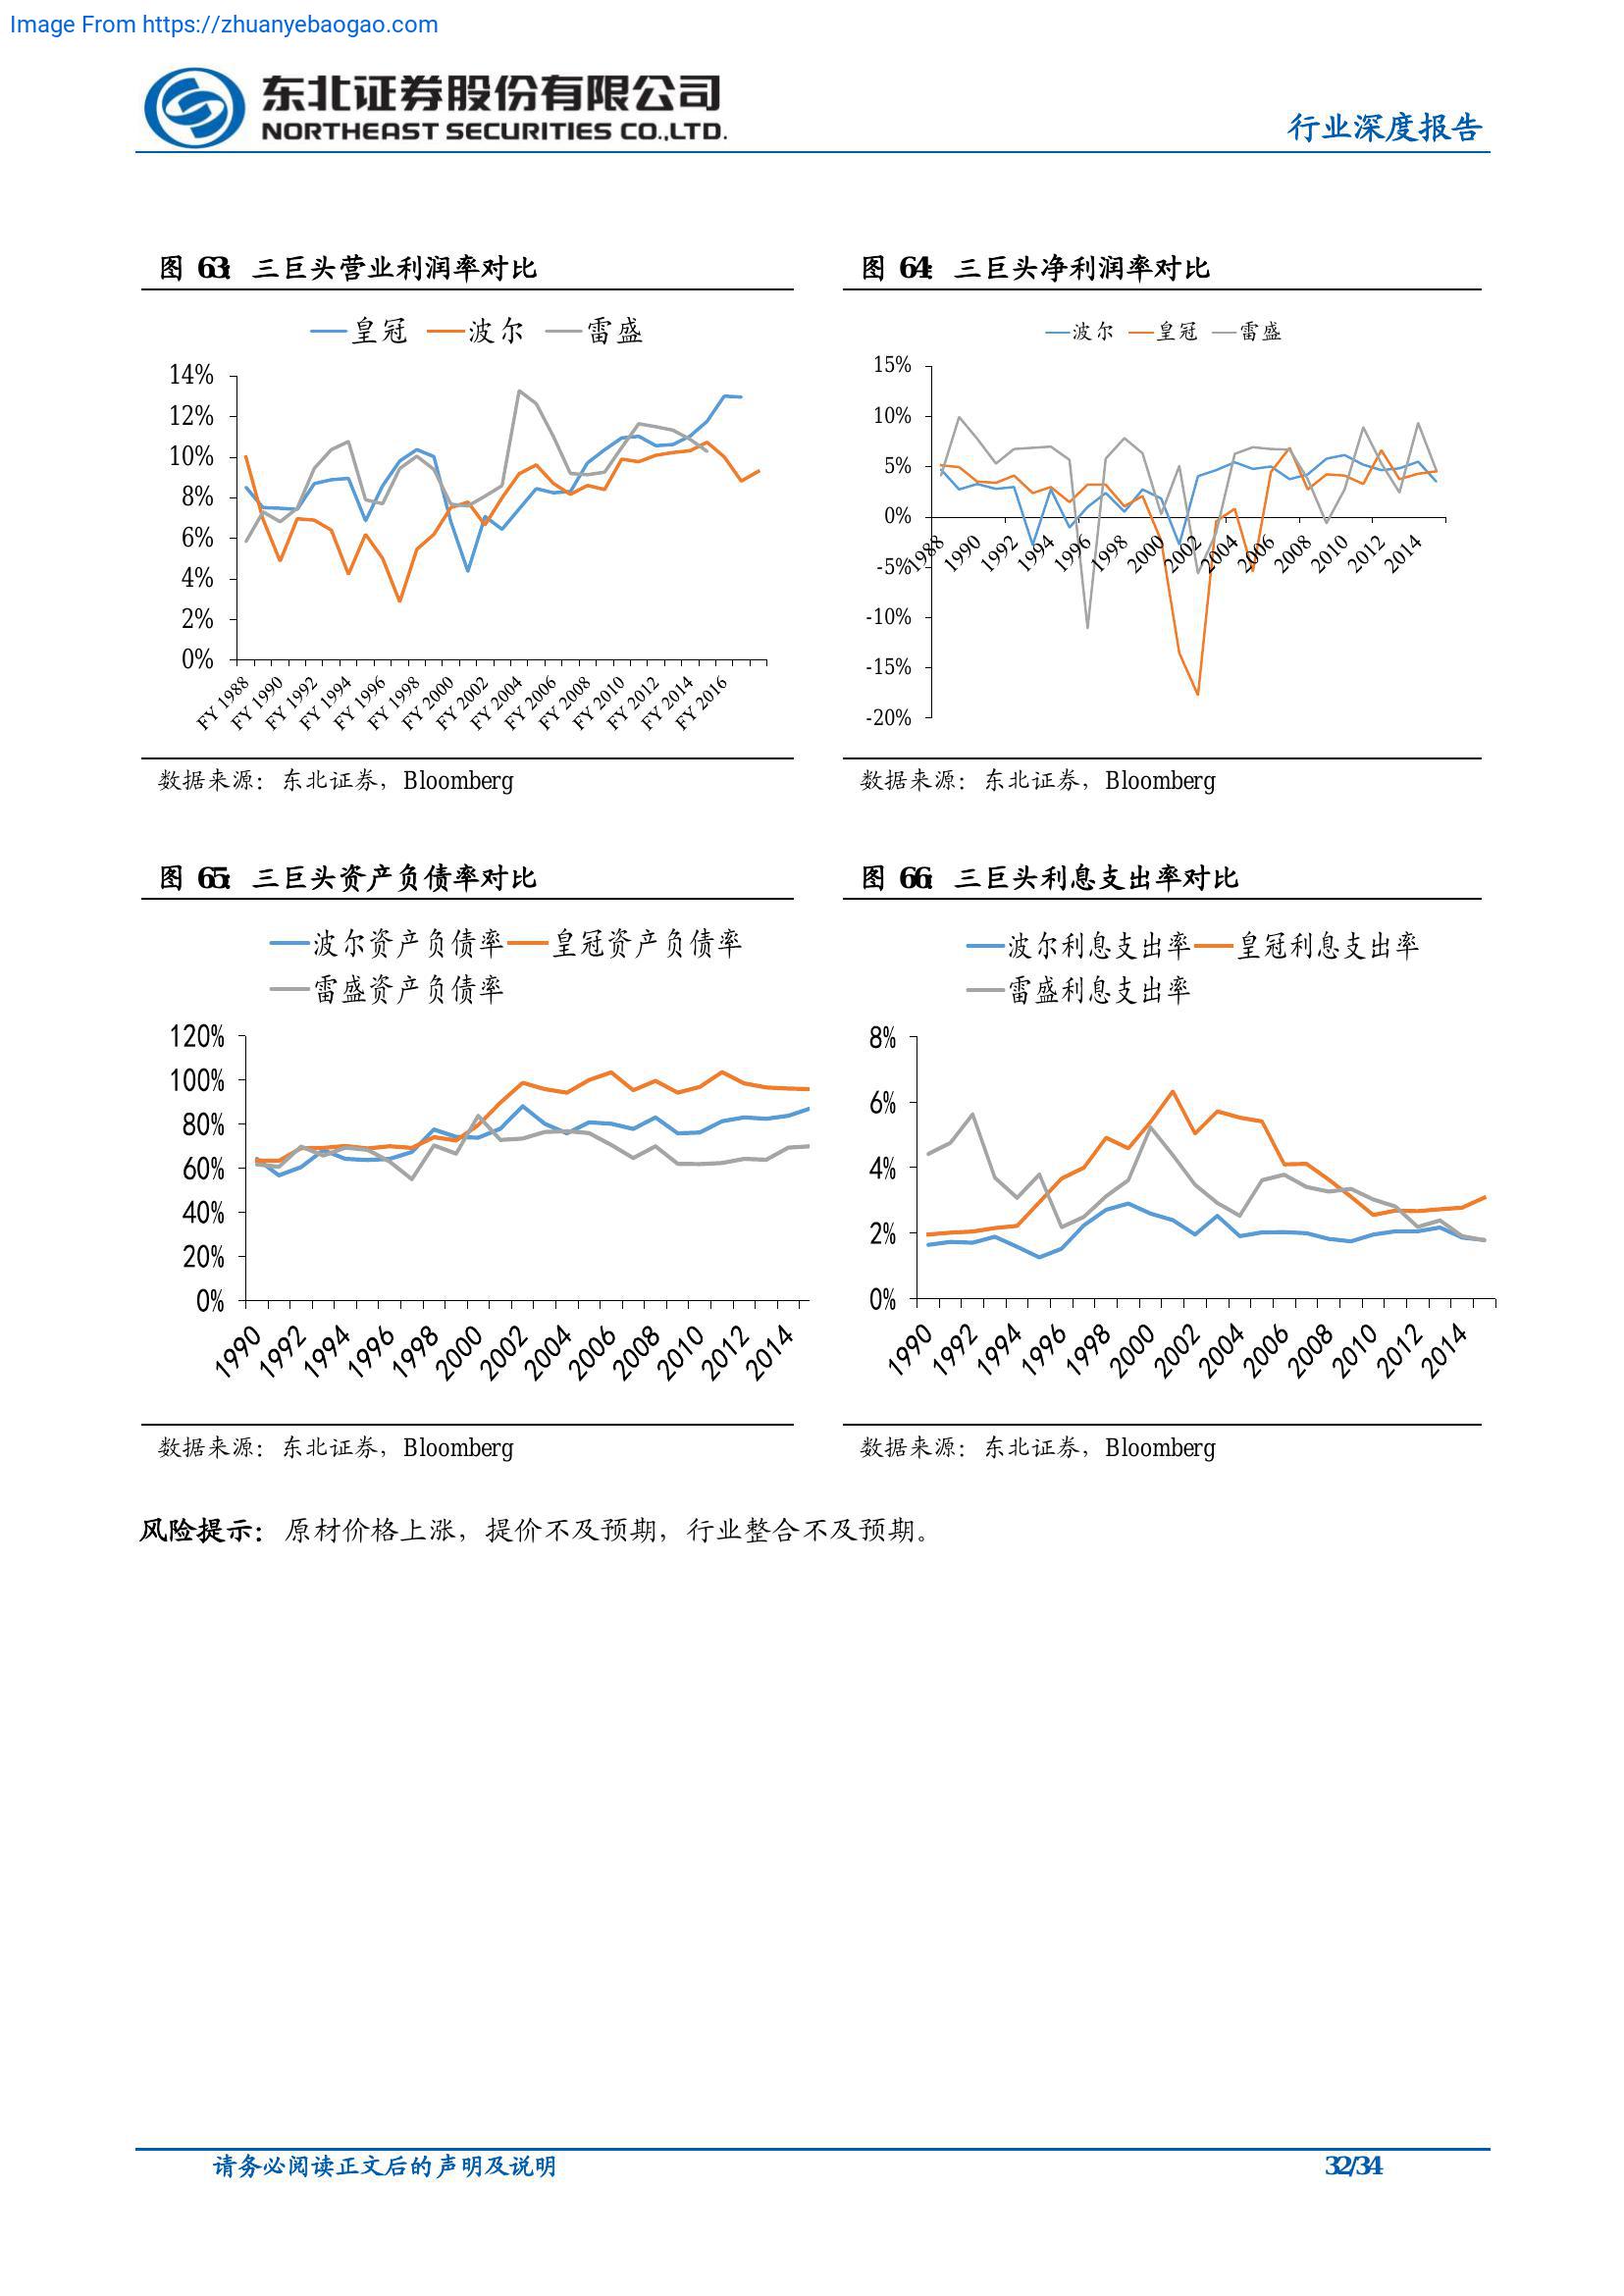 Image From https://zhuanyebaogao.com
东北证券股份有限公司
NORTHEAST SECURITIES CO.,LTD.
行业深度报告
图 63: 三巨头营业利润率对比
皇冠 波尔 雷盛
14%
12%
10%
8%
6%
4%
2%
0%
FY 1988 FY 1990 FY 1992 FY 1994 FY 1996 FY 1998 FY 2000 FY 2002 FY 2004 FY 2006 FY 2008 FY 2010 FY 2012 FY 2014 FY 2016
数据来源：东北证券，Bloomberg
图 64: 三巨头净利润率对比
波尔 皇冠 雷盛
15%
10%
5%
0%
-5%
-10%
-15%
-20%
1988 1990 1992 1994 1996 1998 2000 2002 2004 2006 2008 2010 2012 2014
数据来源：东北证券，Bloomberg
图 65: 三巨头资产负债率对比
波尔资产负债率 皇冠资产负债率
雷盛资产负债率
120%
100%
80%
60%
40%
20%
0%
1990 1992 1994 1996 1998 2000 2002 2004 2006 2008 2010 2012 2014
数据来源：东北证券，Bloomberg
图 66: 三巨头利息支出率对比
波尔利息支出率 皇冠利息支出率
雷盛利息支出率
8%
6%
4%
2%
0%
1990 1992 1994 1996 1998 2000 2002 2004 2006 2008 2010 2012 2014
数据来源：东北证券，Bloomberg
风险提示：原材价格上涨，提价不及预期，行业整合不及预期。
请务必阅读正文后的声明及说明
32/34